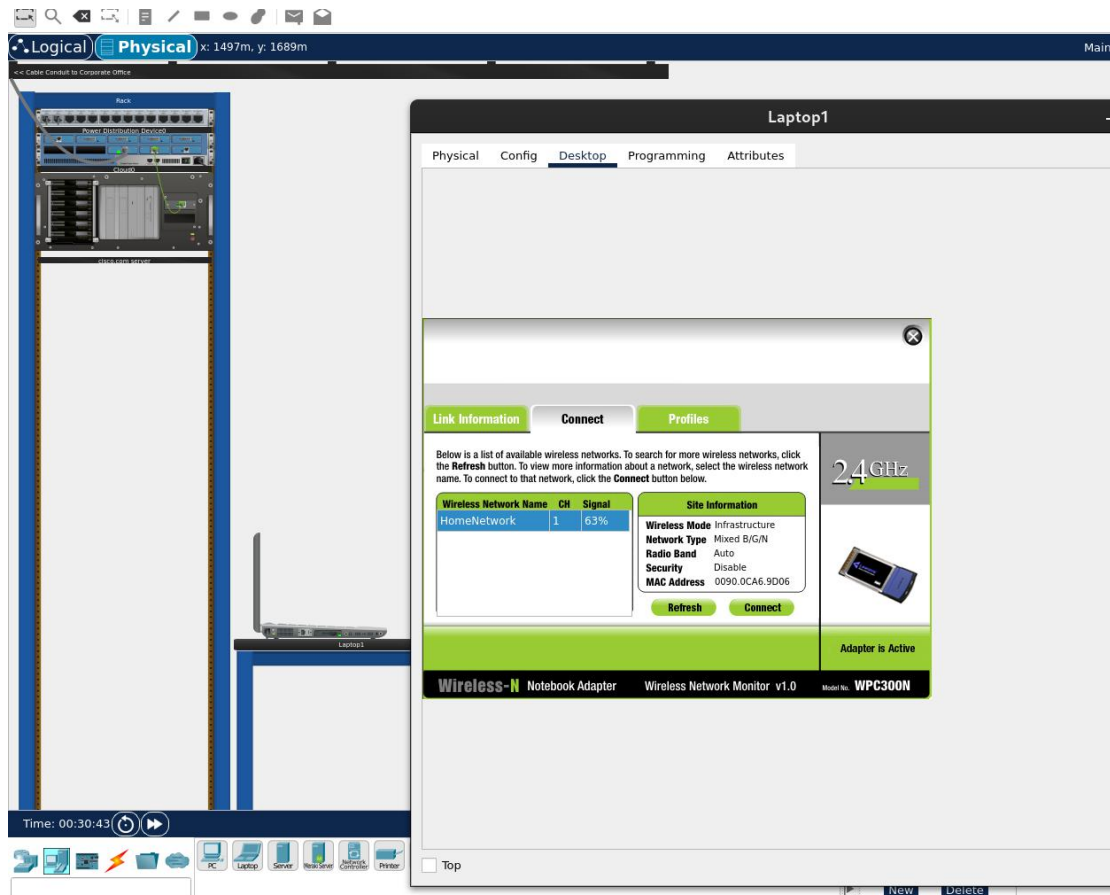 Logical
Physical
x: 1497m, y: 1689m
Main
<< Cable Conduit to Corporate Office
Rack
Power Distribution Device0
Cloud0
cisco.com server
Laptop1
Laptop1
Physical Config Desktop Programming Attributes
Link Information Connect Profiles
Below is a list of available wireless networks. To search for more wireless networks, click
the Refresh button. To view more information about a network, select the wireless network
name. To connect to that network, click the Connect button below.
Wireless Network Name CH Signal
HomeNetwork 1 63%
Site Information
Wireless Mode Infrastructure
Network Type Mixed B/G/N
Radio Band Auto
Security Disable
MAC Address 0090.0CA6.9D06
Refresh Connect
2.4GHz
Adapter is Active
Wireless-N Notebook Adapter Wireless Network Monitor v1.0 Model No. WPC300N
Time: 00:30:43
PC Laptop Server Meraki Server Network Controller Printer
Top
New Delete